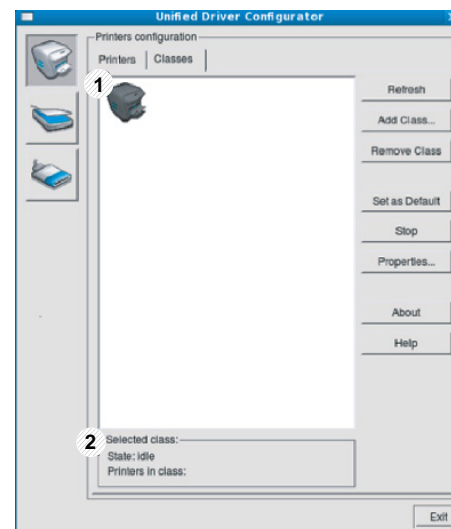 Unified Driver Configurator
Printers configuration
Printers
Classes
1
Refresh
Add Class...
Remove Class
Set as Default
Stop
Properties...
About
Help
2
Selected class:
State: idle
Printers in class:
Exit